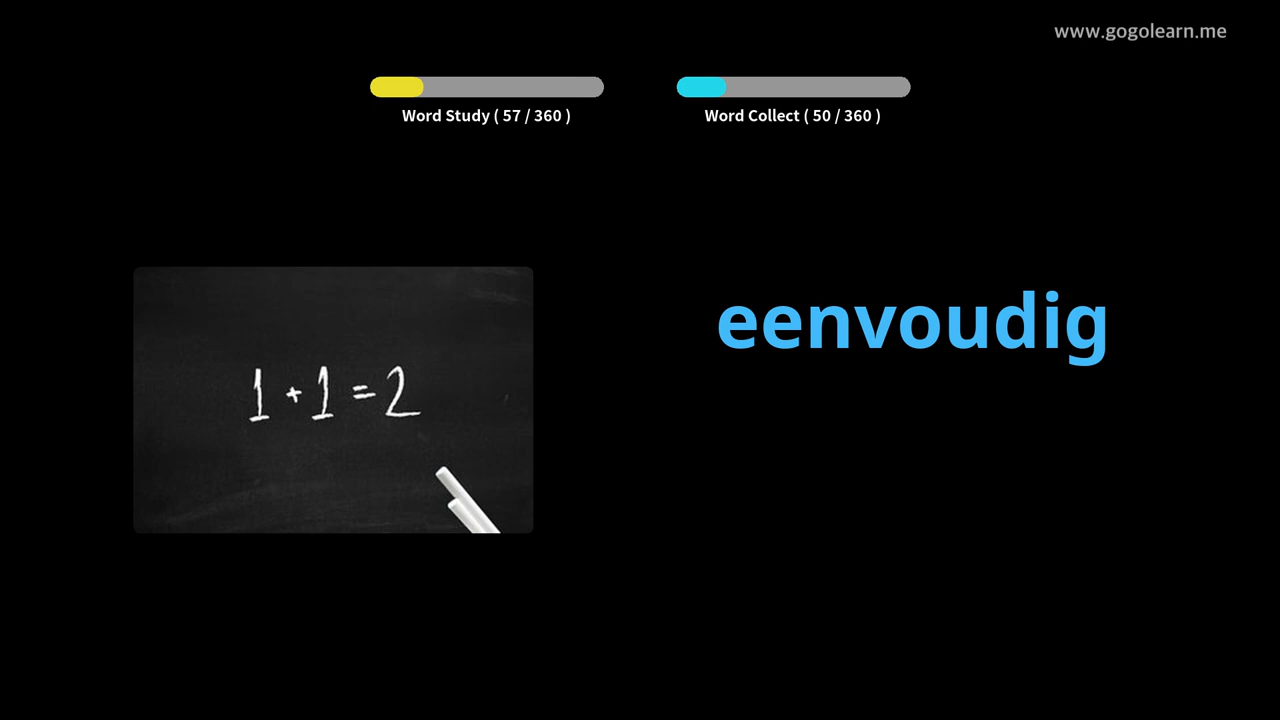 www.gogolearn.me
Word Study ( 57 / 360 )
Word Collect ( 50 / 360 )
eenvoudig
1 + 1 = 2